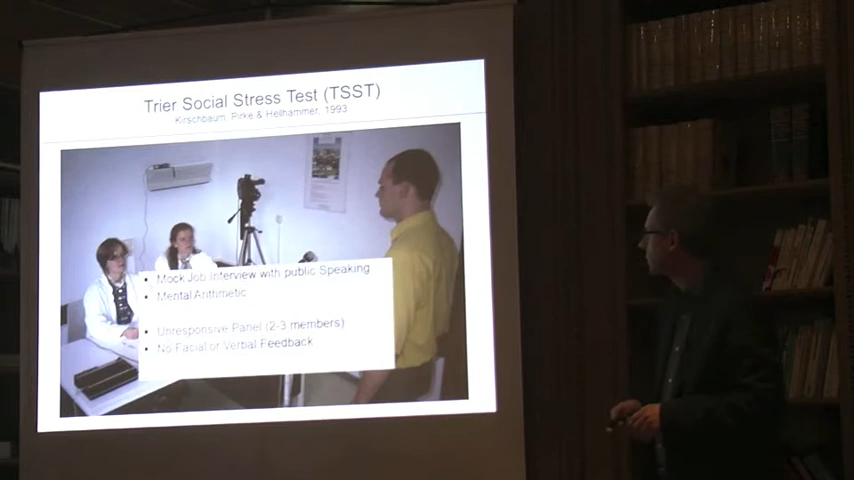 Trier Social Stress Test (TSST)
Kirschbaum, Pirke & Hellhammer, 1993
• Mock Job Interview with public Speaking
• Mental Arithmetic
• Unresponsive Panel (2-3 members)
• No Facial or Verbal Feedback